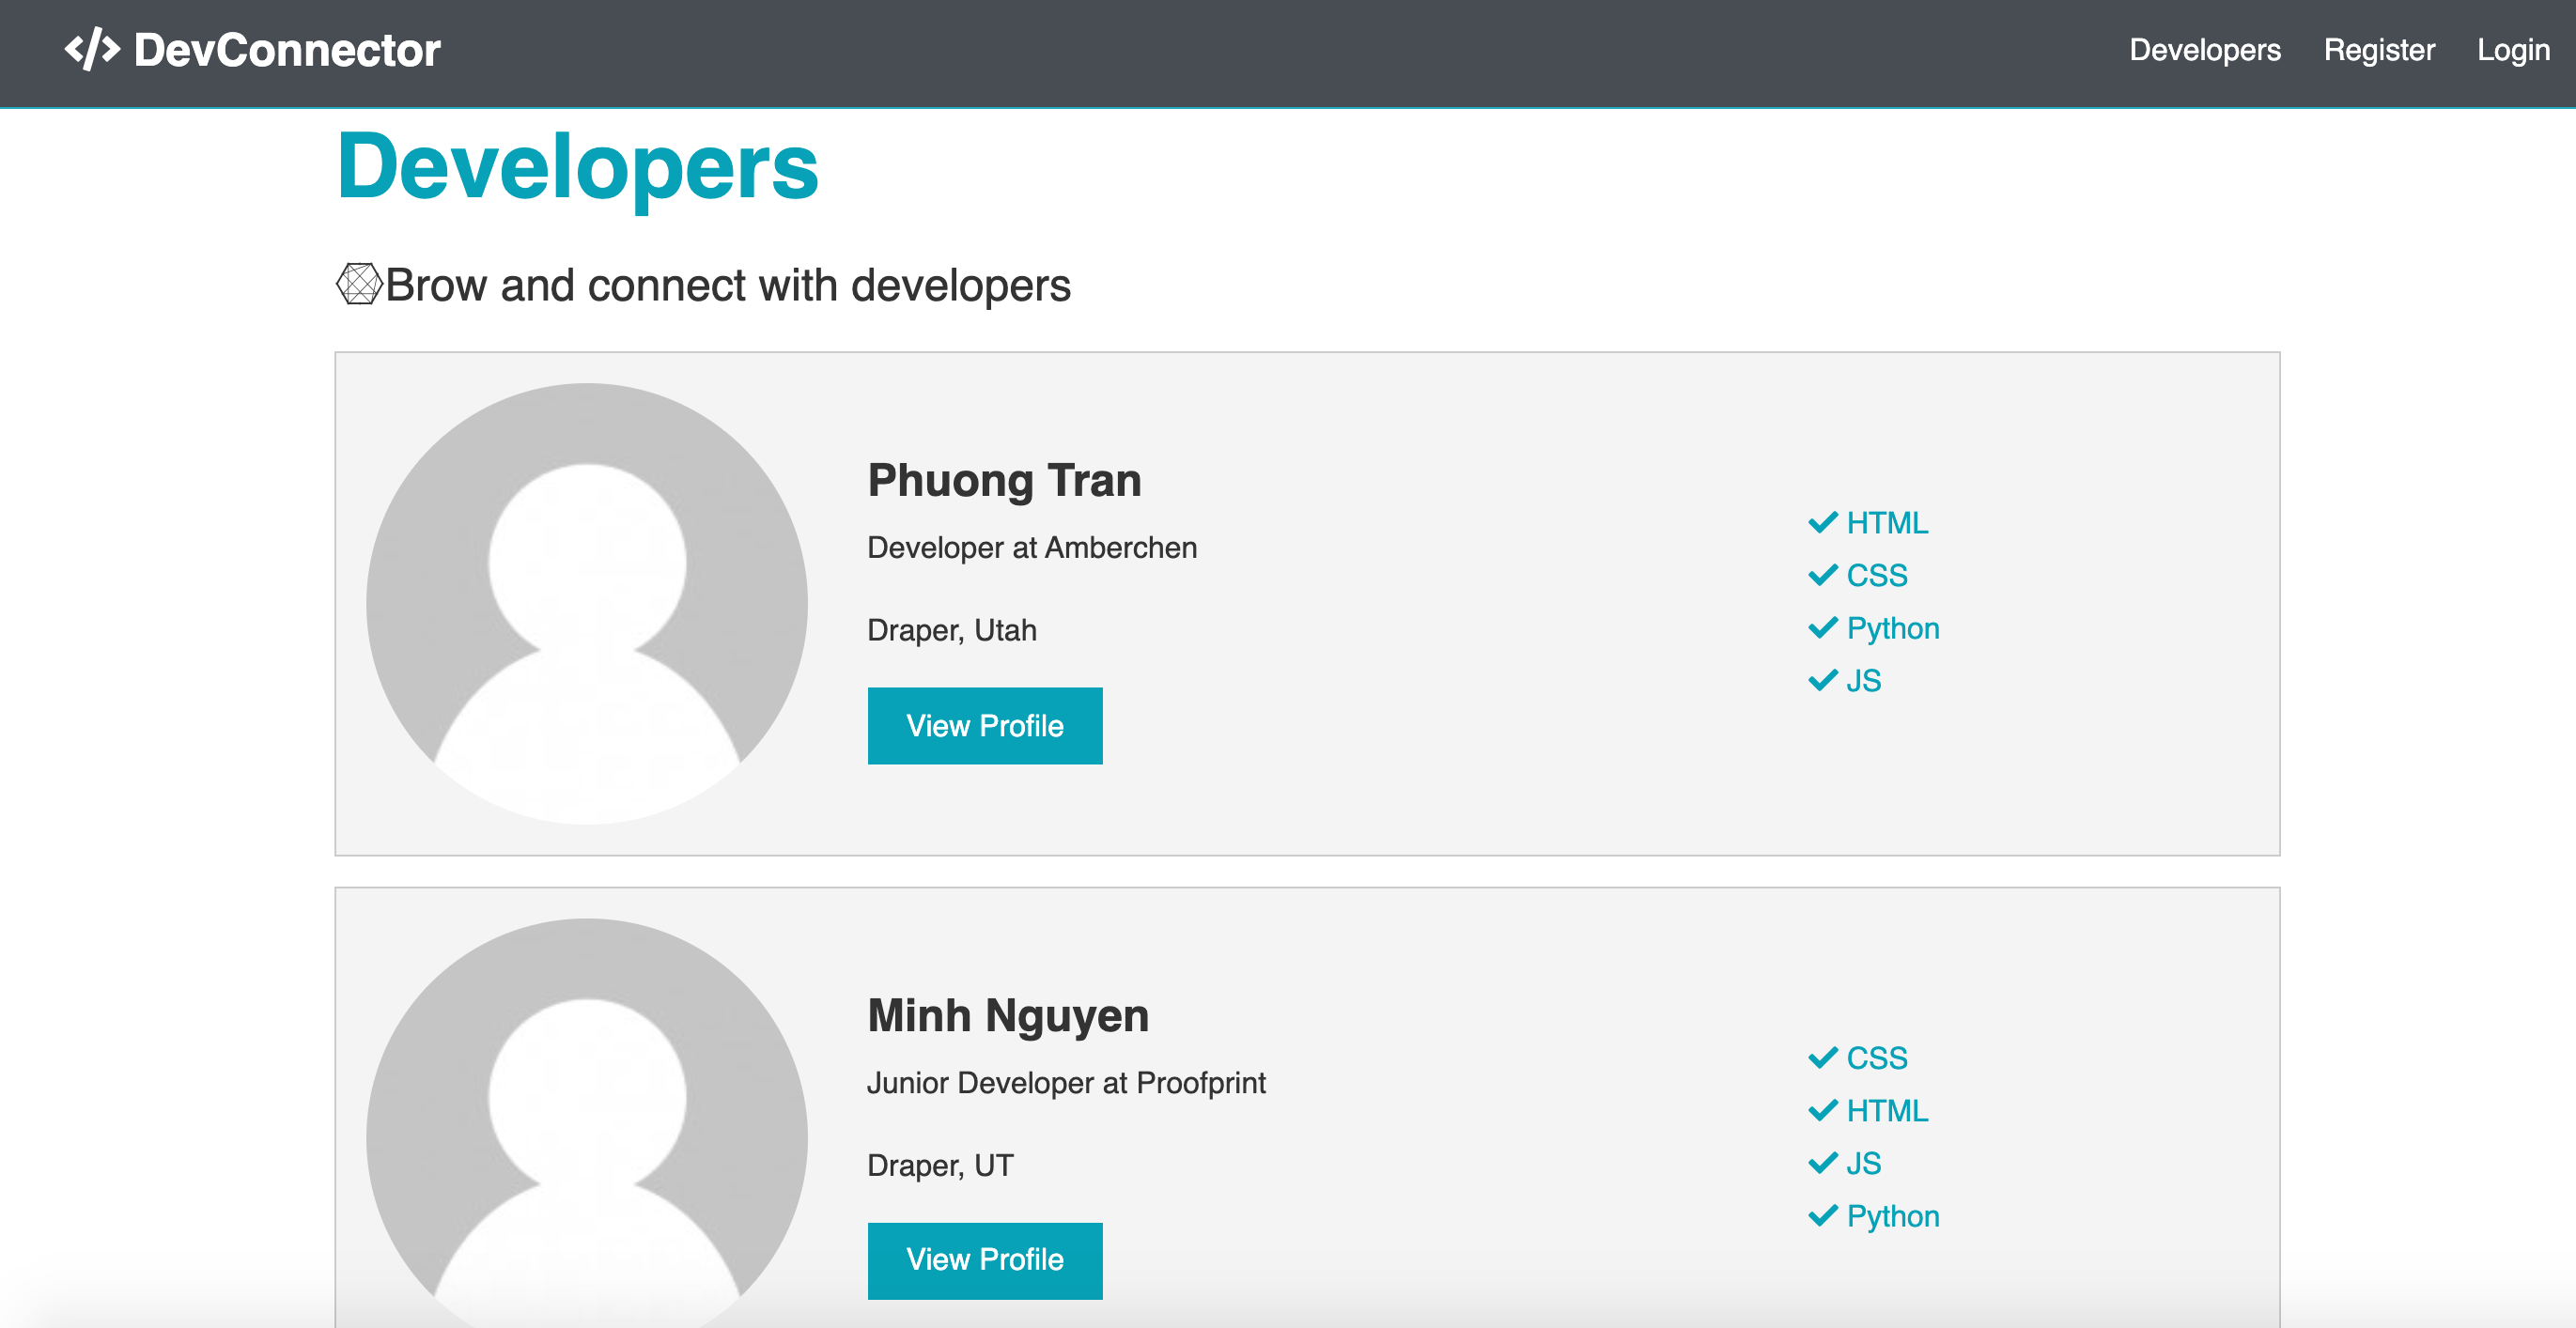 DevConnector
Developers Register Login
Developers
Brow and connect with developers
Phuong Tran
Developer at Amberchen
Draper, Utah
View Profile
HTML
CSS
Python
JS
Minh Nguyen
Junior Developer at Proofprint
Draper, UT
View Profile
CSS
HTML
JS
Python